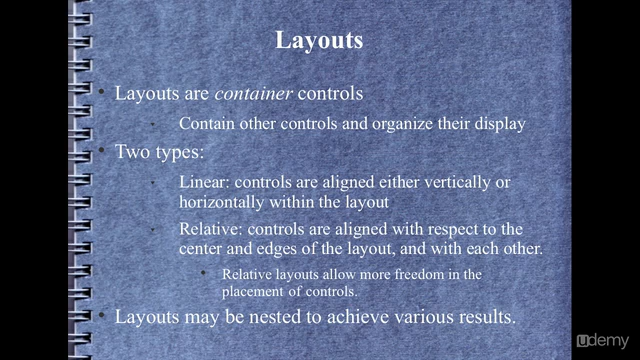 Layouts
• Layouts are container controls
• Contain other controls and organize their display
• Two types:
• Linear: controls are aligned either vertically or
horizontally within the layout
• Relative: controls are aligned with respect to the
center and edges of the layout, and with each other.
• Relative layouts allow more freedom in the
placement of controls.
• Layouts may be nested to achieve various results.
udemy